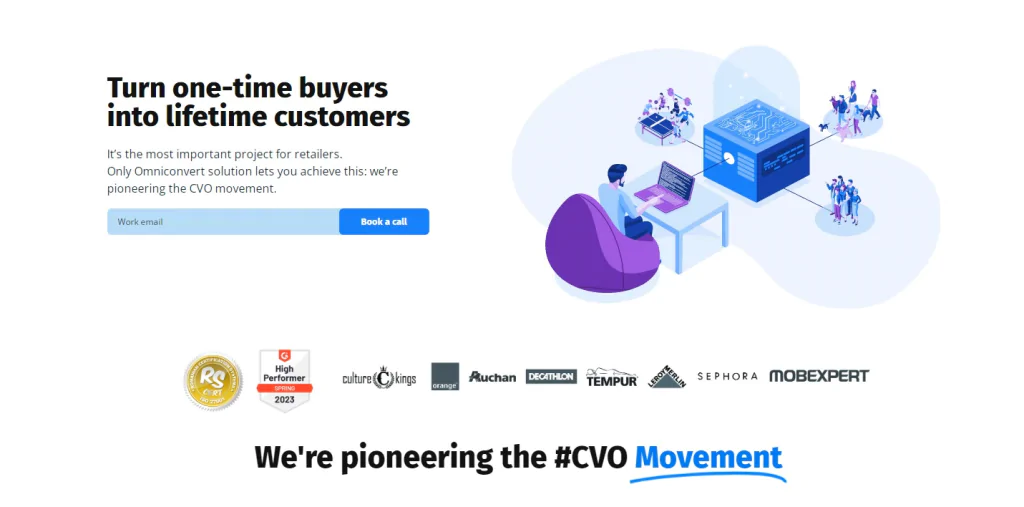 Turn one-time buyers
into lifetime customers
It's the most important project for retailers.
Only Omniconvert solution lets you achieve this: we're
pioneering the CVO movement.
Work email
Book a call
RS
CERT
ISO 27001
High
Performer
SPRING
2023
culture kings
orange
Auchan
DECATHLON
TEMPUR
LEROY MERLIN
SEPHORA
MOBEXPERT
We're pioneering the #CVO Movement